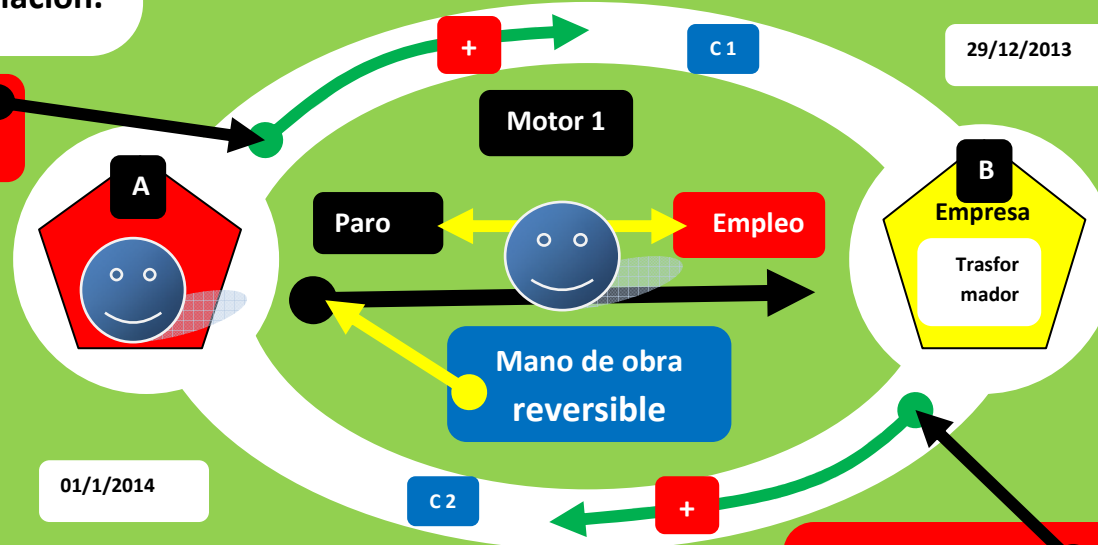 +
C 1
29/12/2013
Motor 1
A
B
Empresa
Paro
Empleo
Trasfor
mador
Mano de obra
reversible
01/1/2014
C 2
+